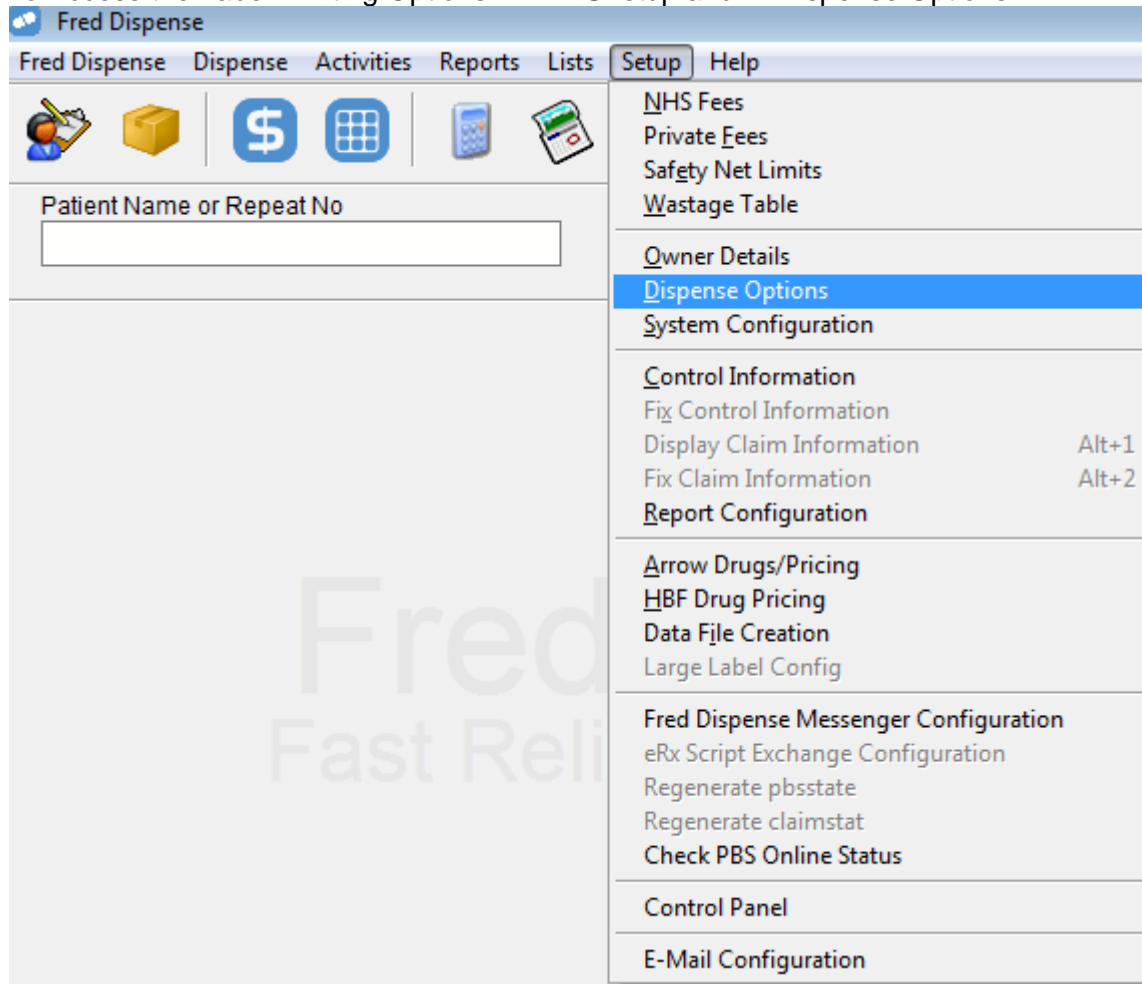 Fred Dispense
Fred Dispense Dispense Activities Reports Lists Setup Help
Patient Name or Repeat No
NHS Fees
Private Fees
Safety Net Limits
Wastage Table
Owner Details
Dispense Options
System Configuration
Control Information
Fix Control Information
Display Claim Information Alt+1
Fix Claim Information Alt+2
Report Configuration
Arrow Drugs/Pricing
HBF Drug Pricing
Data File Creation
Large Label Config
Fred Dispense Messenger Configuration
eRx Script Exchange Configuration
Regenerate pbsstate
Regenerate claimstat
Check PBS Online Status
Control Panel
E-Mail Configuration
Fred
Fast Reli